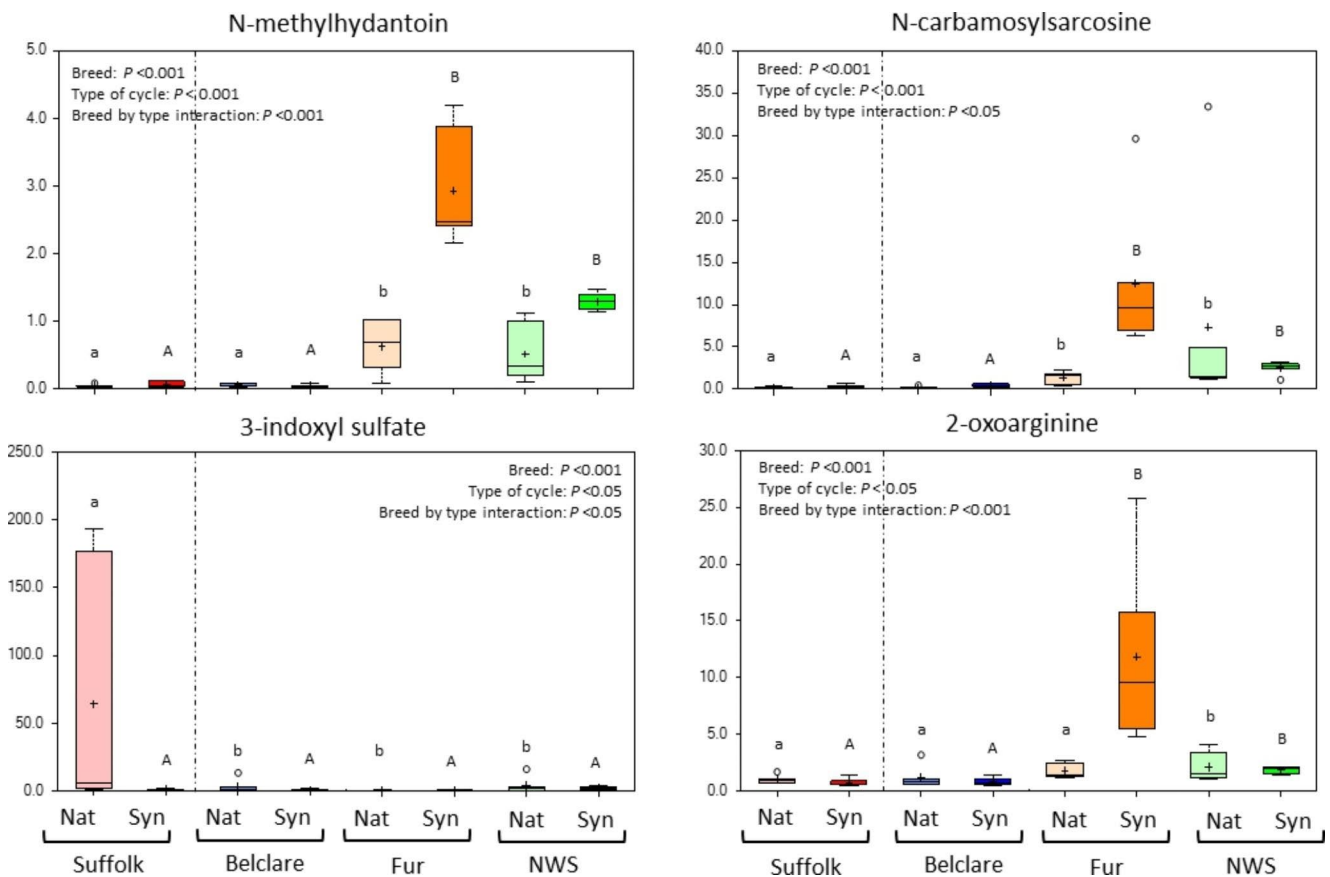 N-methylhydantoin
5.0
4.0
3.0
2.0
1.0
0.0
Breed: P <0.001
Type of cycle: P < 0.001
Breed by type interaction: P <0.001
a
A
a
A
b
B
b
B
N-carbamosylsarcosine
40.0
35.0
30.0
25.0
20.0
15.0
10.0
5.0
0.0
Breed: P <0.001
Type of cycle: P < 0.001
Breed by type interaction: P <0.05
a
A
a
A
b
B
b
B
3-indoxyl sulfate
250.0
200.0
150.0
100.0
50.0
0.0
Breed: P <0.001
Type of cycle: P <0.05
Breed by type interaction: P <0.05
a
A
b
A
b
A
b
A
Nat Syn Nat Syn Nat Syn Nat Syn
Suffolk Belclare Fur NWS
2-oxoarginine
30.0
25.0
20.0
15.0
10.0
5.0
0.0
Breed: P <0.001
Type of cycle: P < 0.05
Breed by type interaction: P <0.001
a
A
a
A
a
B
b
B
Nat Syn Nat Syn Nat Syn Nat Syn
Suffolk Belclare Fur NWS